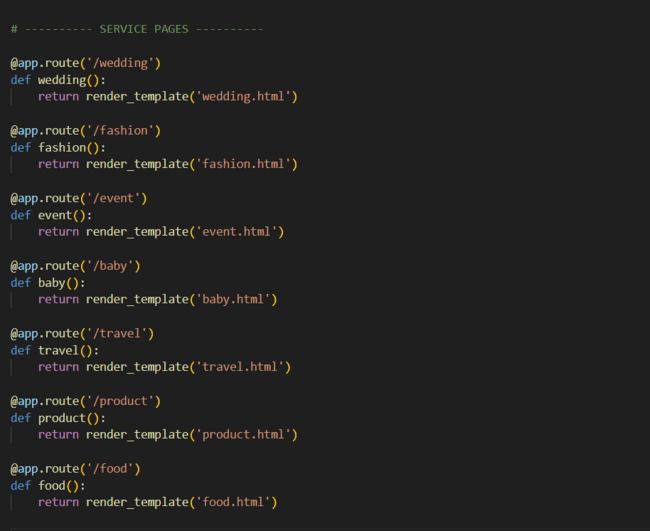 # ---------- SERVICE PAGES ----------
@app.route('/wedding')
def wedding():
    return render_template('wedding.html')
@app.route('/fashion')
def fashion():
    return render_template('fashion.html')
@app.route('/event')
def event():
    return render_template('event.html')
@app.route('/baby')
def baby():
    return render_template('baby.html')
@app.route('/travel')
def travel():
    return render_template('travel.html')
@app.route('/product')
def product():
    return render_template('product.html')
@app.route('/food')
def food():
    return render_template('food.html')